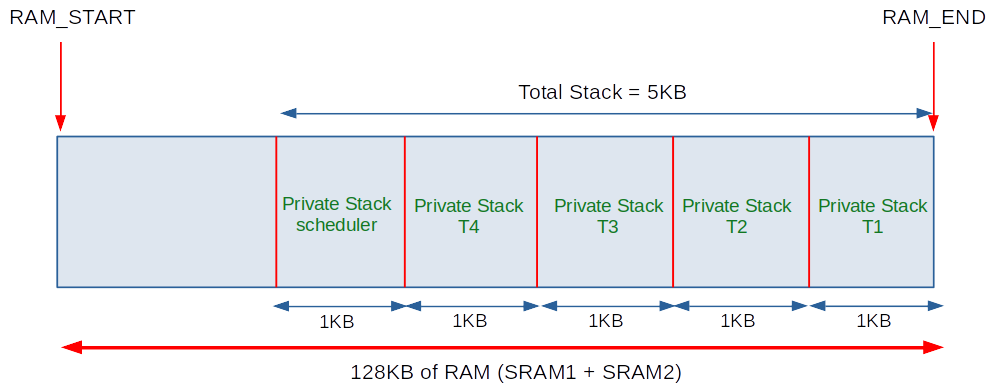 RAM_START
RAM_END
Total Stack = 5KB
Private Stack
scheduler
Private Stack
T4
Private Stack
T3
Private Stack
T2
Private Stack
T1
1KB
1KB
1KB
1KB
1KB
128KB of RAM (SRAM1 + SRAM2)